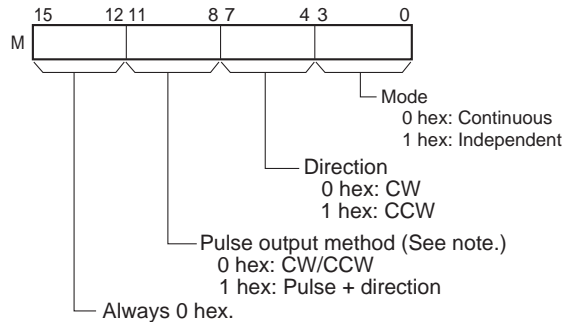 15 12 11 8 7 4 3 0
M
Mode
0 hex: Continuous
1 hex: Independent
Direction
0 hex: CW
1 hex: CCW
Pulse output method (See note.)
0 hex: CW/CCW
1 hex: Pulse + direction
Always 0 hex.